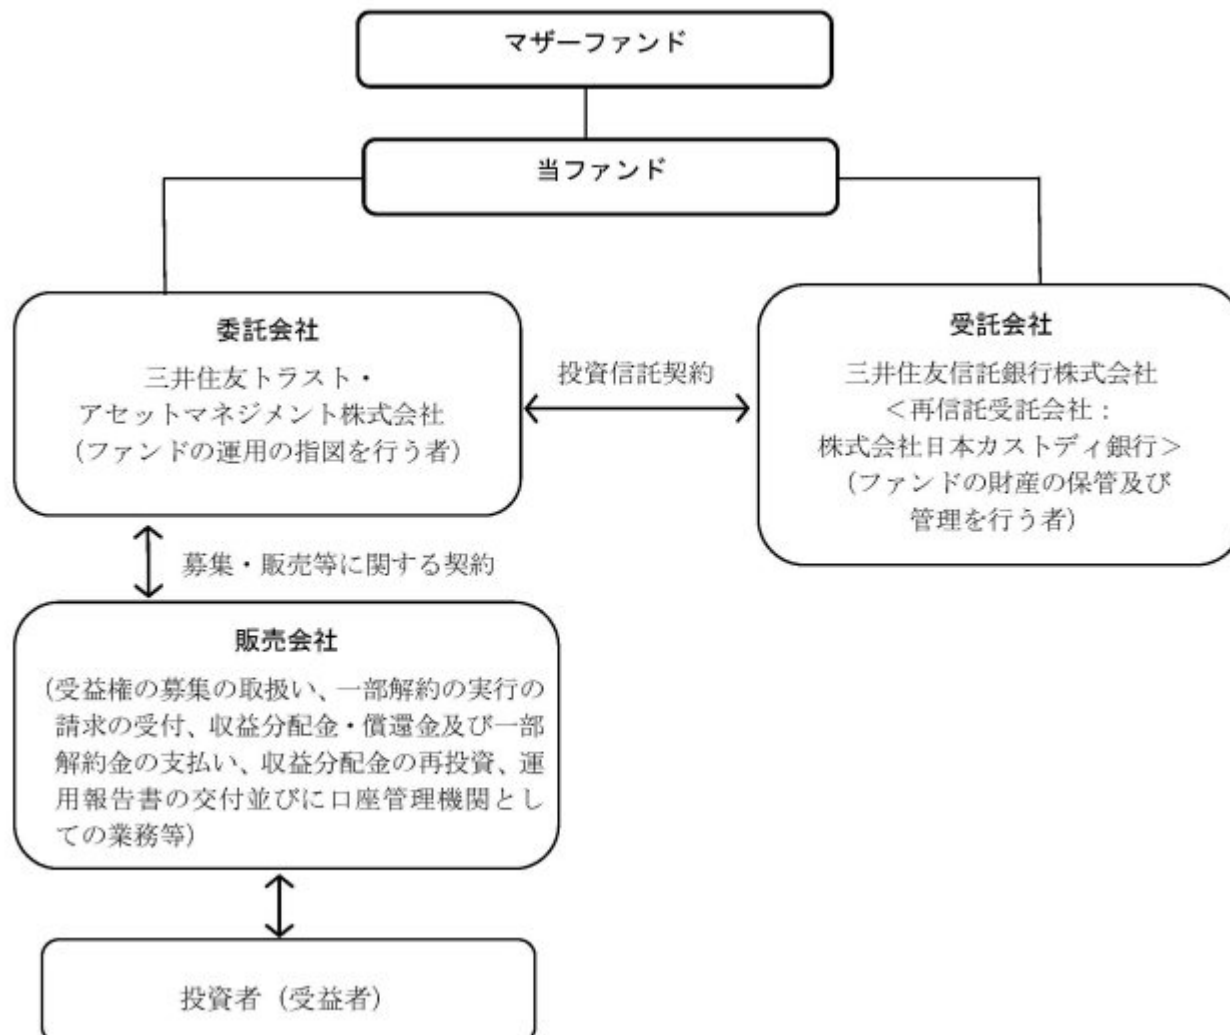 マザーファンド
当ファンド
委託会社
三井住友トラスト・
アセットマネジメント株式会社
（ファンドの運用の指図を行う者）
投資信託契約
受託会社
三井住友信託銀行株式会社
＜再信託受託会社：
株式会社日本カストディ銀行＞
（ファンドの財産の保管及び
管理を行う者）
募集・販売等に関する契約
販売会社
（受益権の募集の取扱い、一部解約の実行の
請求の受付、収益分配金・償還金及び一部
解約金の支払い、収益分配金の再投資、運
用報告書の交付並びに口座管理機関とし
ての業務等）
投資者（受益者）